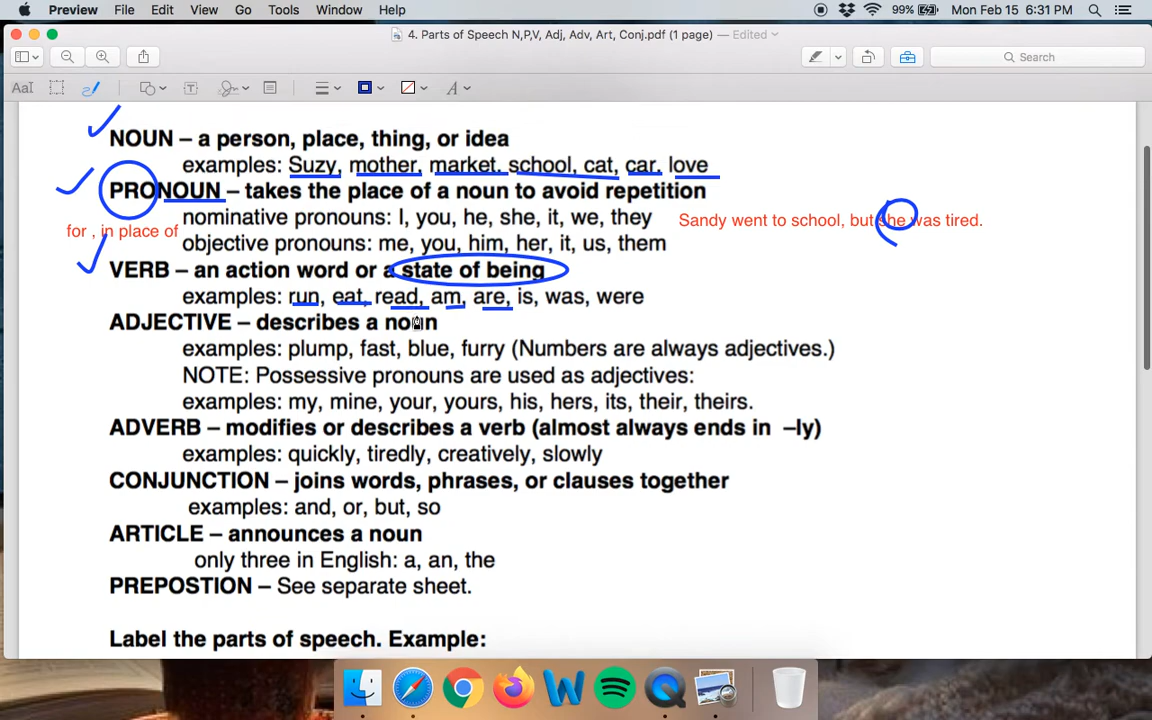 Preview File Edit View Go Tools Window Help 99% Mon Feb 15 6:31 PM
4. Parts of Speech N,P,V, Adj, Adv, Art, Conj.pdf (1 page) — Edited
Search
AaI T A
NOUN – a person, place, thing, or idea
examples: Suzy, mother, market, school, cat, car, love
PRONOUN – takes the place of a noun to avoid repetition
nominative pronouns: I, you, he, she, it, we, they
Sandy went to school, but she was tired.
for , in place of
objective pronouns: me, you, him, her, it, us, them
VERB – an action word or a state of being
examples: run, eat, read, am, are, is, was, were
ADJECTIVE – describes a noun
examples: plump, fast, blue, furry (Numbers are always adjectives.)
NOTE: Possessive pronouns are used as adjectives:
examples: my, mine, your, yours, his, hers, its, their, theirs.
ADVERB – modifies or describes a verb (almost always ends in –ly)
examples: quickly, tiredly, creatively, slowly
CONJUNCTION – joins words, phrases, or clauses together
examples: and, or, but, so
ARTICLE – announces a noun
only three in English: a, an, the
PREPOSTION – See separate sheet.
Label the parts of speech. Example: